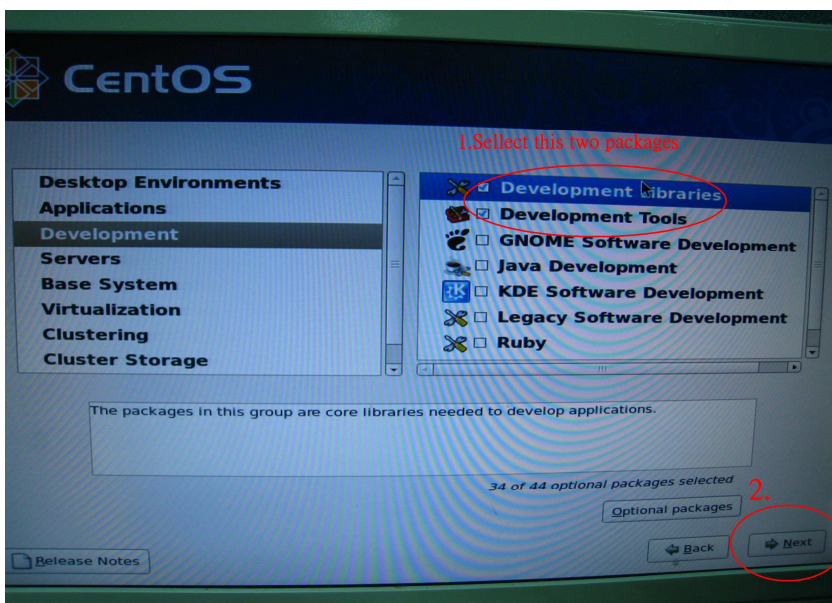 CentOS
1.Sellect this two packages
Desktop Environments
Applications
Development
Servers
Base System
Virtualization
Clustering
Cluster Storage
Development Libraries
Development Tools
GNOME Software Development
Java Development
KDE Software Development
Legacy Software Development
Ruby
The packages in this group are core libraries needed to develop applications.
34 of 44 optional packages selected
2.
Optional packages
Release Notes
Back
Next